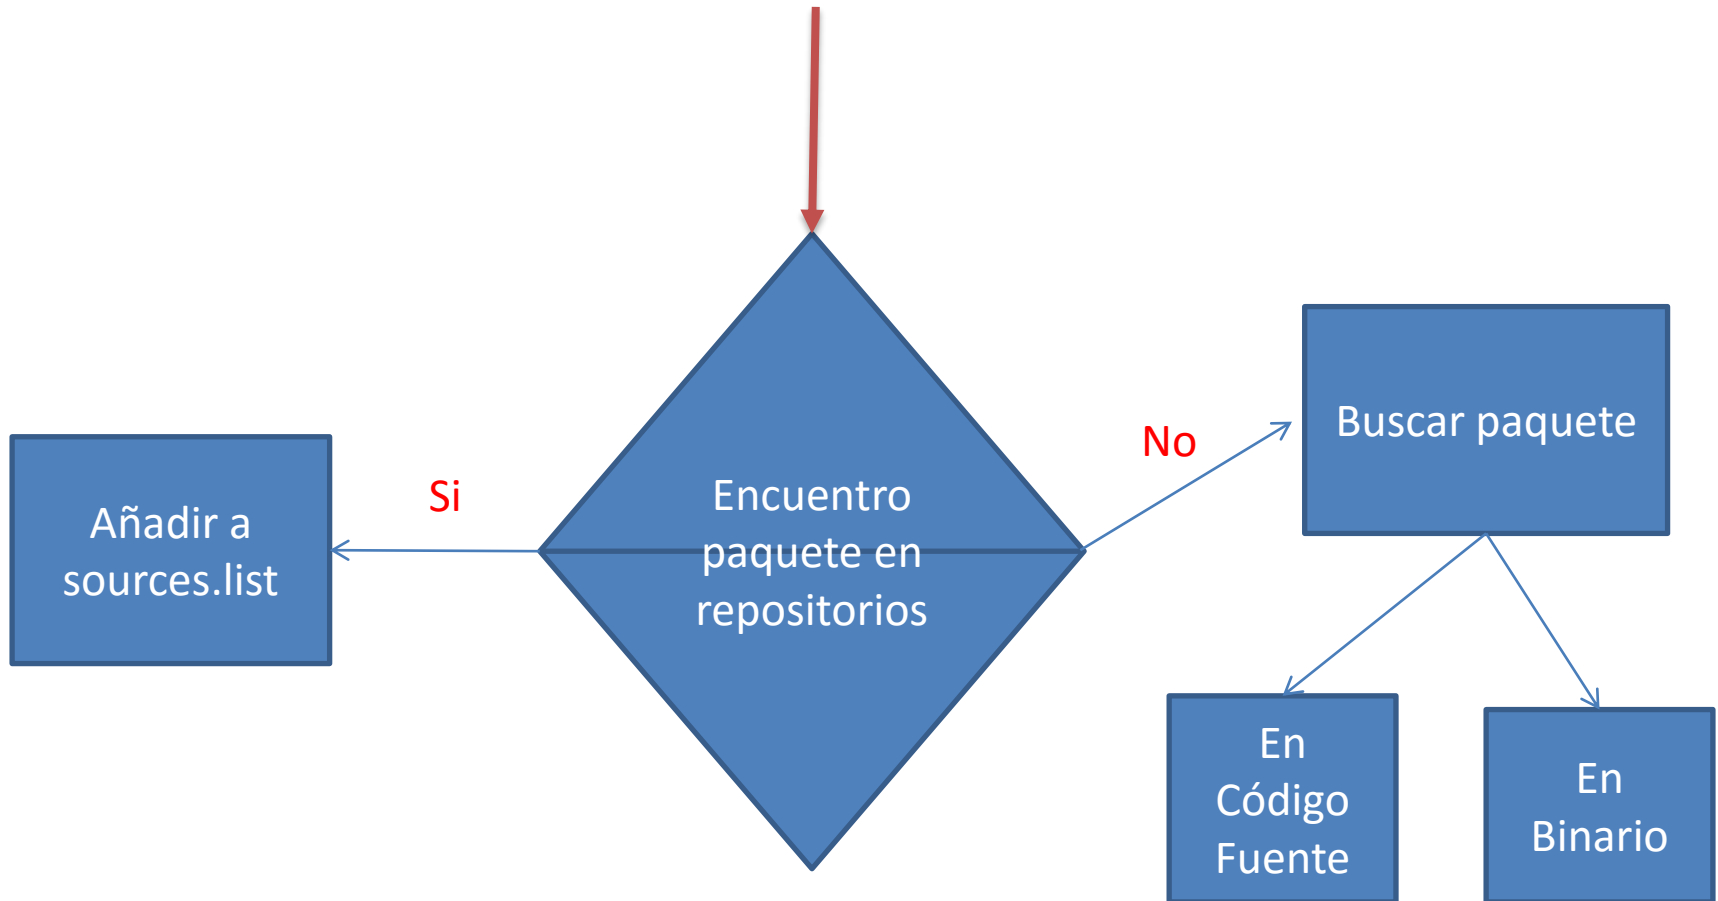 Añadir a
sources.list
Si
Encuentro
paquete en
repositorios
No
Buscar paquete
En
Código
Fuente
En
Binario